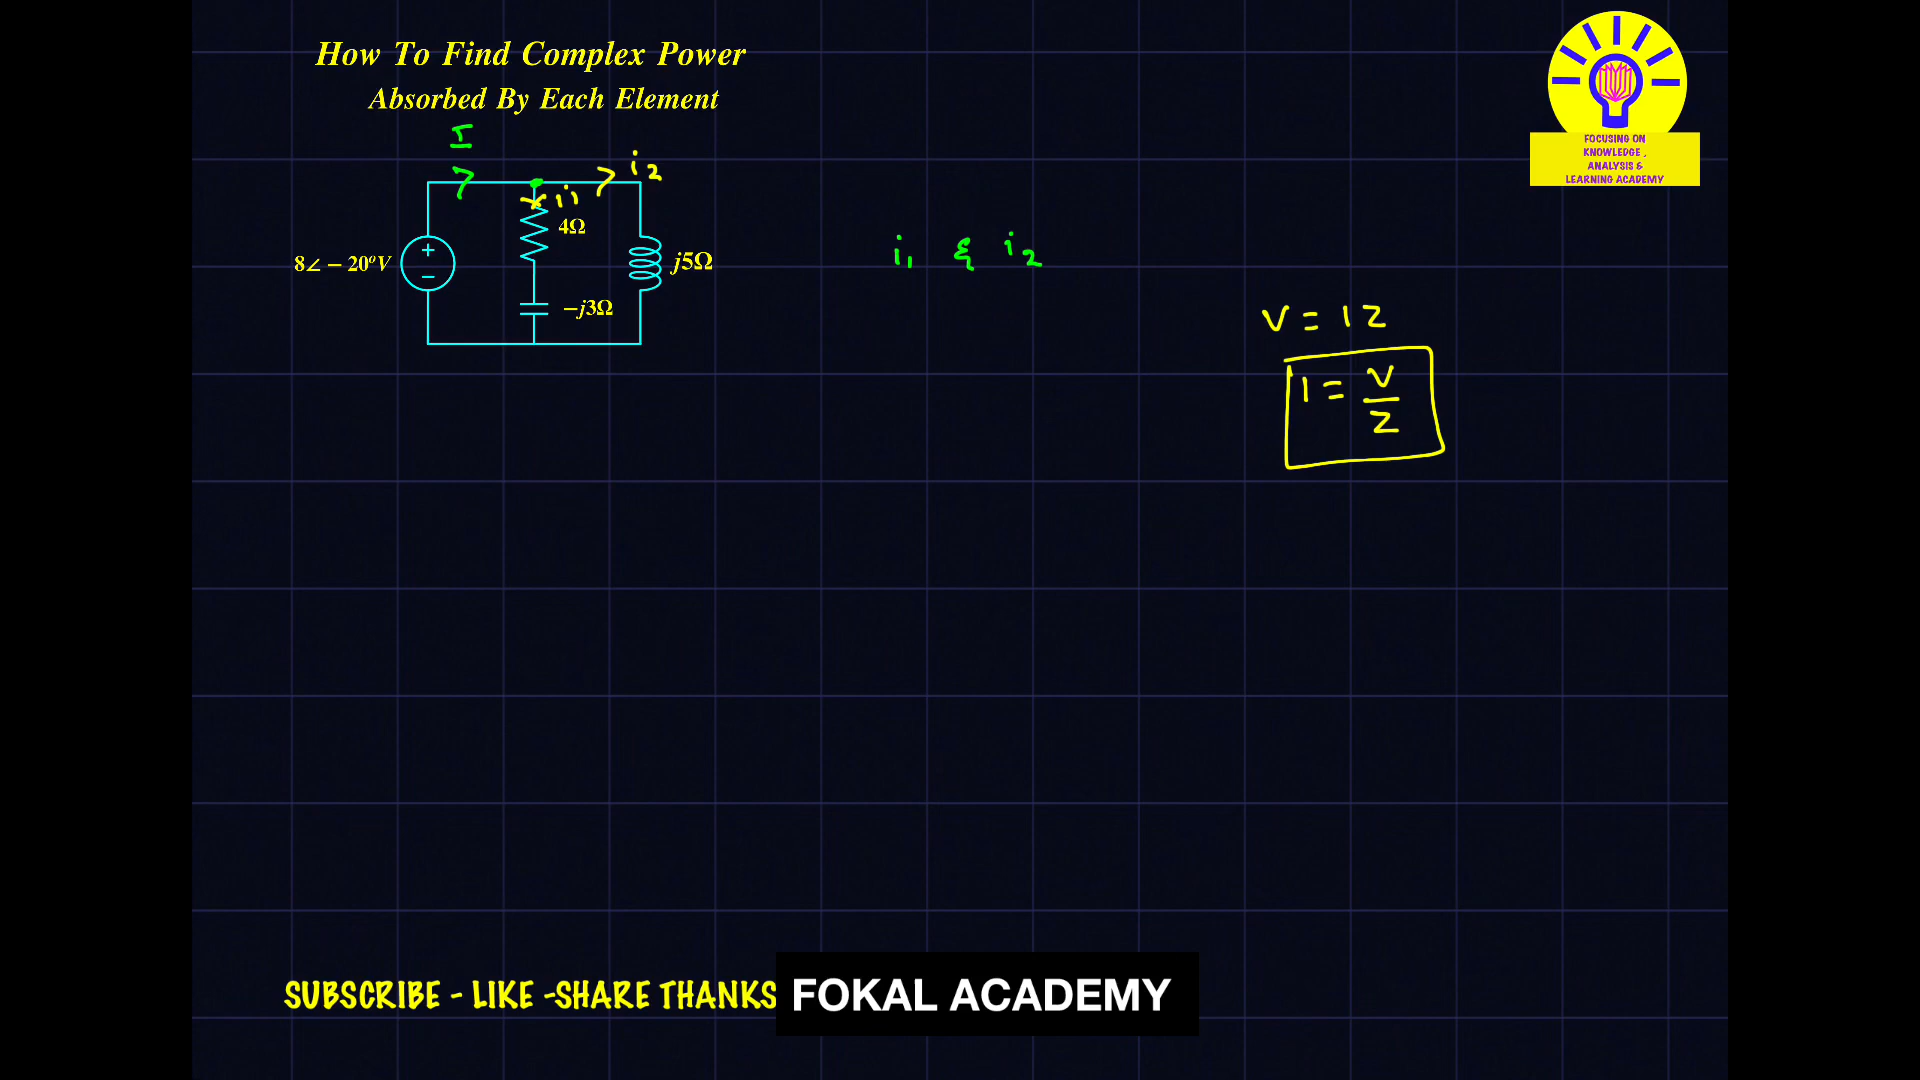 How To Find Complex Power
Absorbed By Each Element
FOCUSING ON
KNOWLEDGE ,
ANALYSIS &
LEARNING ACADEMY
I
i2
i1
4Ω
8∠−20ºV
j5Ω
−j3Ω
i1 & i2
V = IZ
I = V/Z
SUBSCRIBE - LIKE -SHARE THANKS
FOKAL ACADEMY